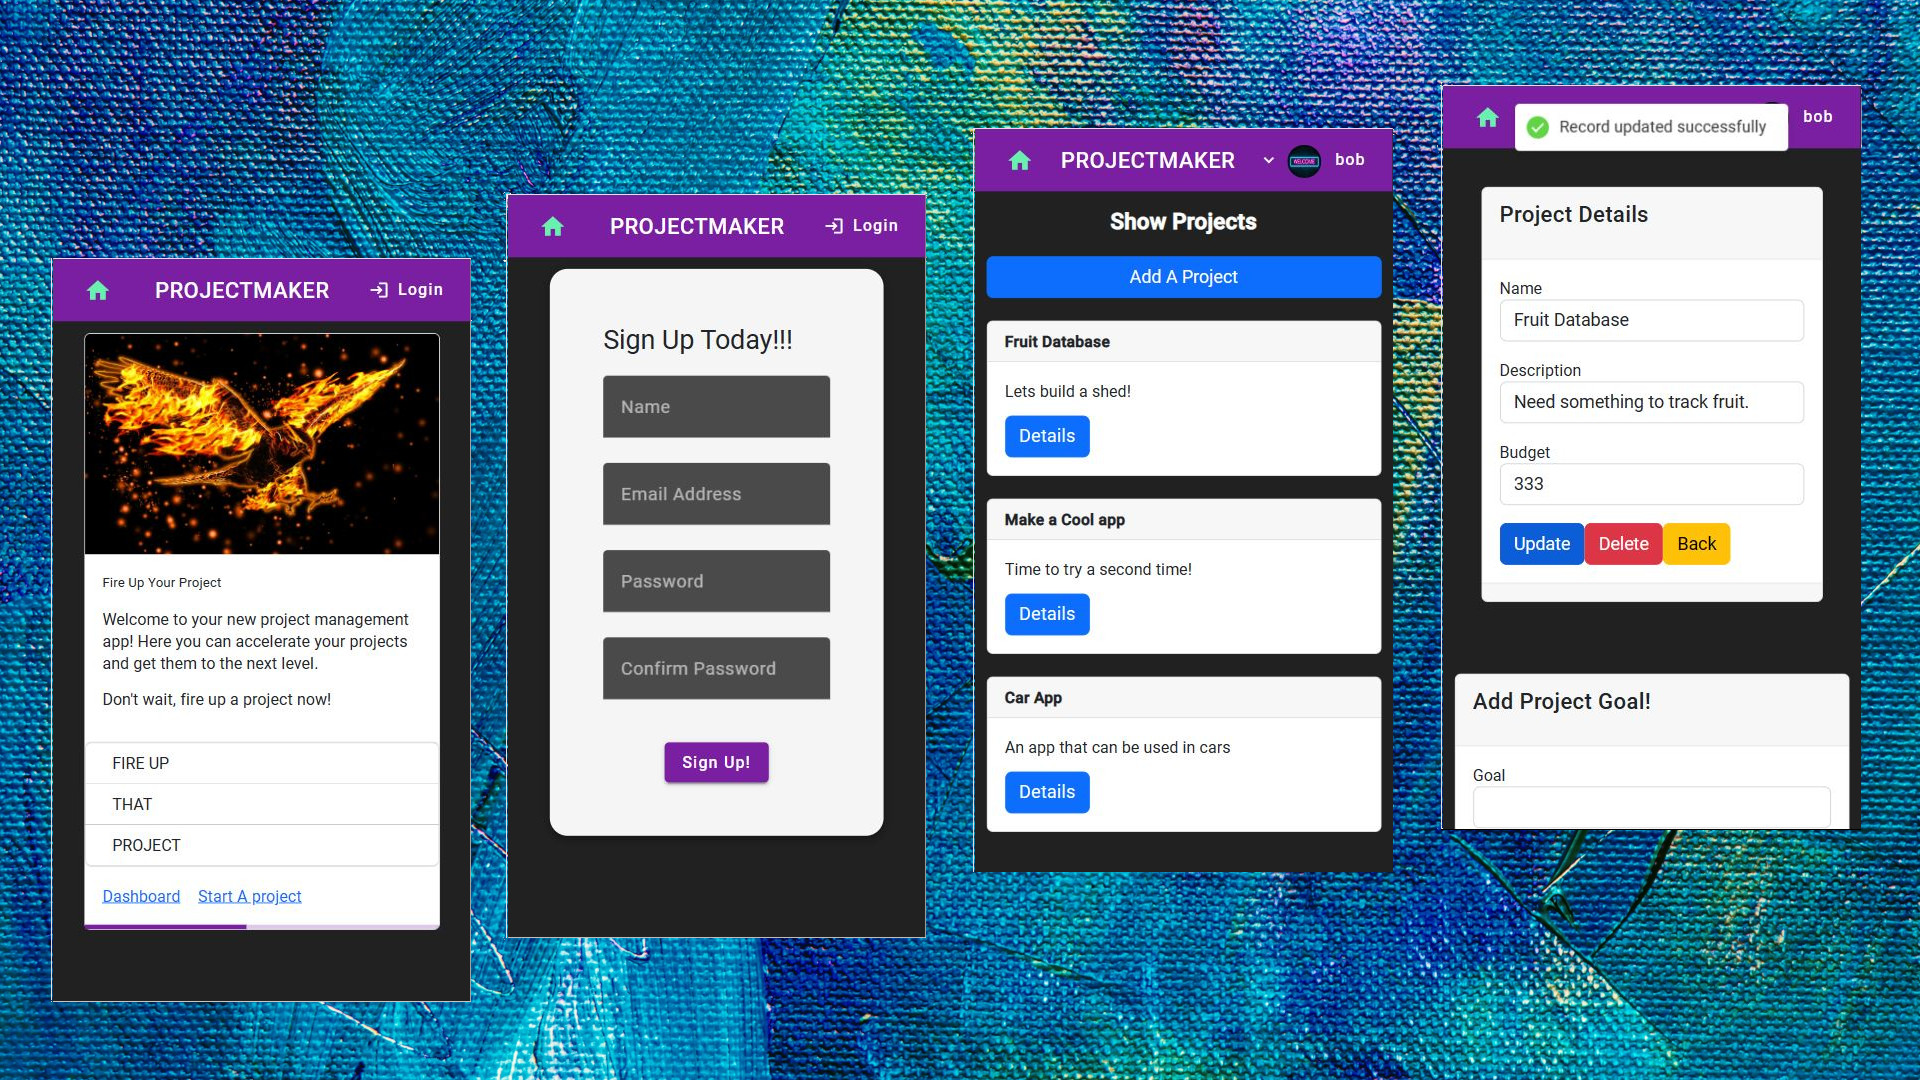 PROJECTMAKER
Login
Fire Up Your Project
Welcome to your new project management
app! Here you can accelerate your projects
and get them to the next level.
Don't wait, fire up a project now!
FIRE UP
THAT
PROJECT
Dashboard Start A project
PROJECTMAKER
Login
Sign Up Today!!!
Name
Email Address
Password
Confirm Password
Sign Up!
PROJECTMAKER
WELCOME
bob
Show Projects
Add A Project
Fruit Database
Lets build a shed!
Details
Make a Cool app
Time to try a second time!
Details
Car App
An app that can be used in cars
Details
Record updated successfully
bob
Project Details
Name
Fruit Database
Description
Need something to track fruit.
Budget
333
Update Delete Back
Add Project Goal!
Goal